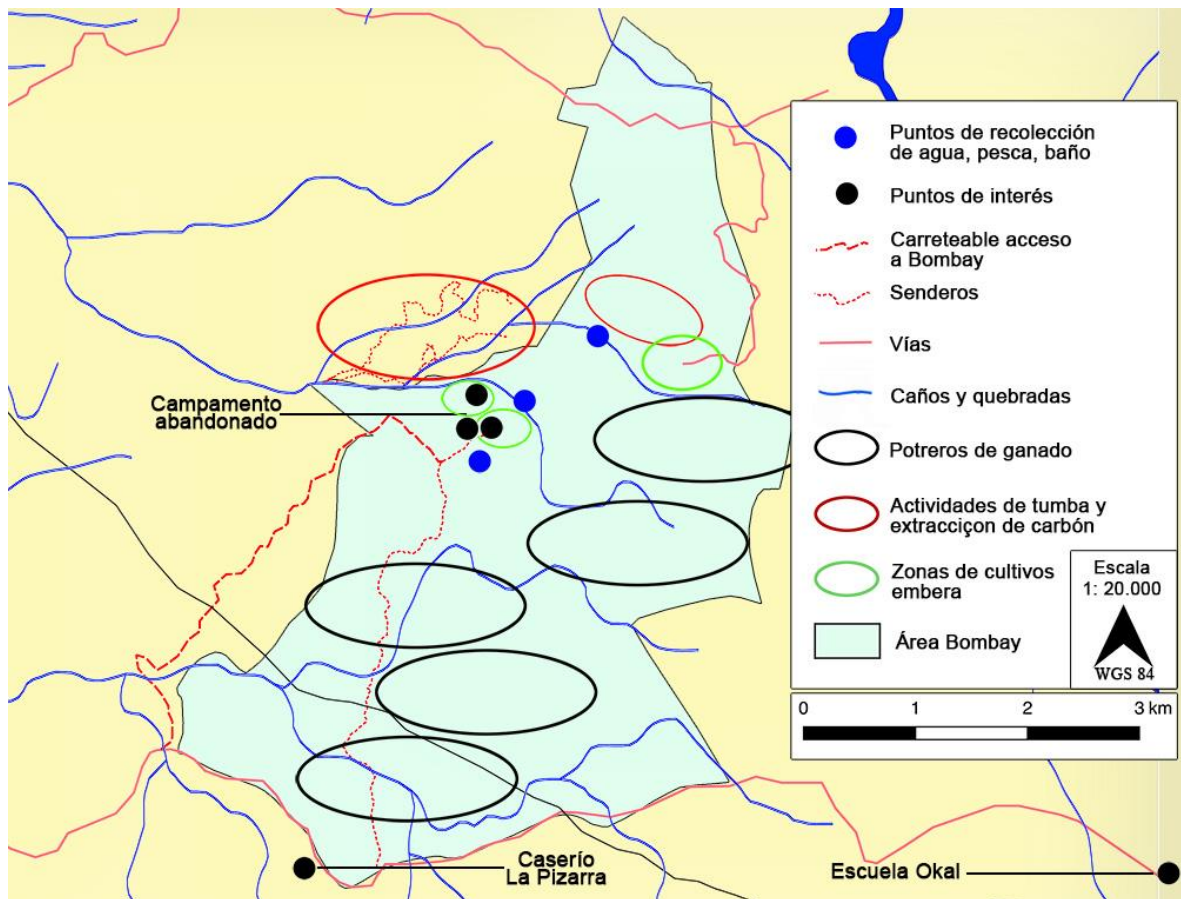 Puntos de recolección
de agua, pesca, baño
Puntos de interés
Carreteable acceso
a Bombay
Senderos
Vías
Caños y quebradas
Potreros de ganado
Actividades de tumba y
extracciçon de carbón
Zonas de cultivos
embera
Área Bombay
Escala
1: 20.000
WGS 84
0 1 2 3 km
Campamento
abandonado
Caserío
La Pizarra
Escuela Okal